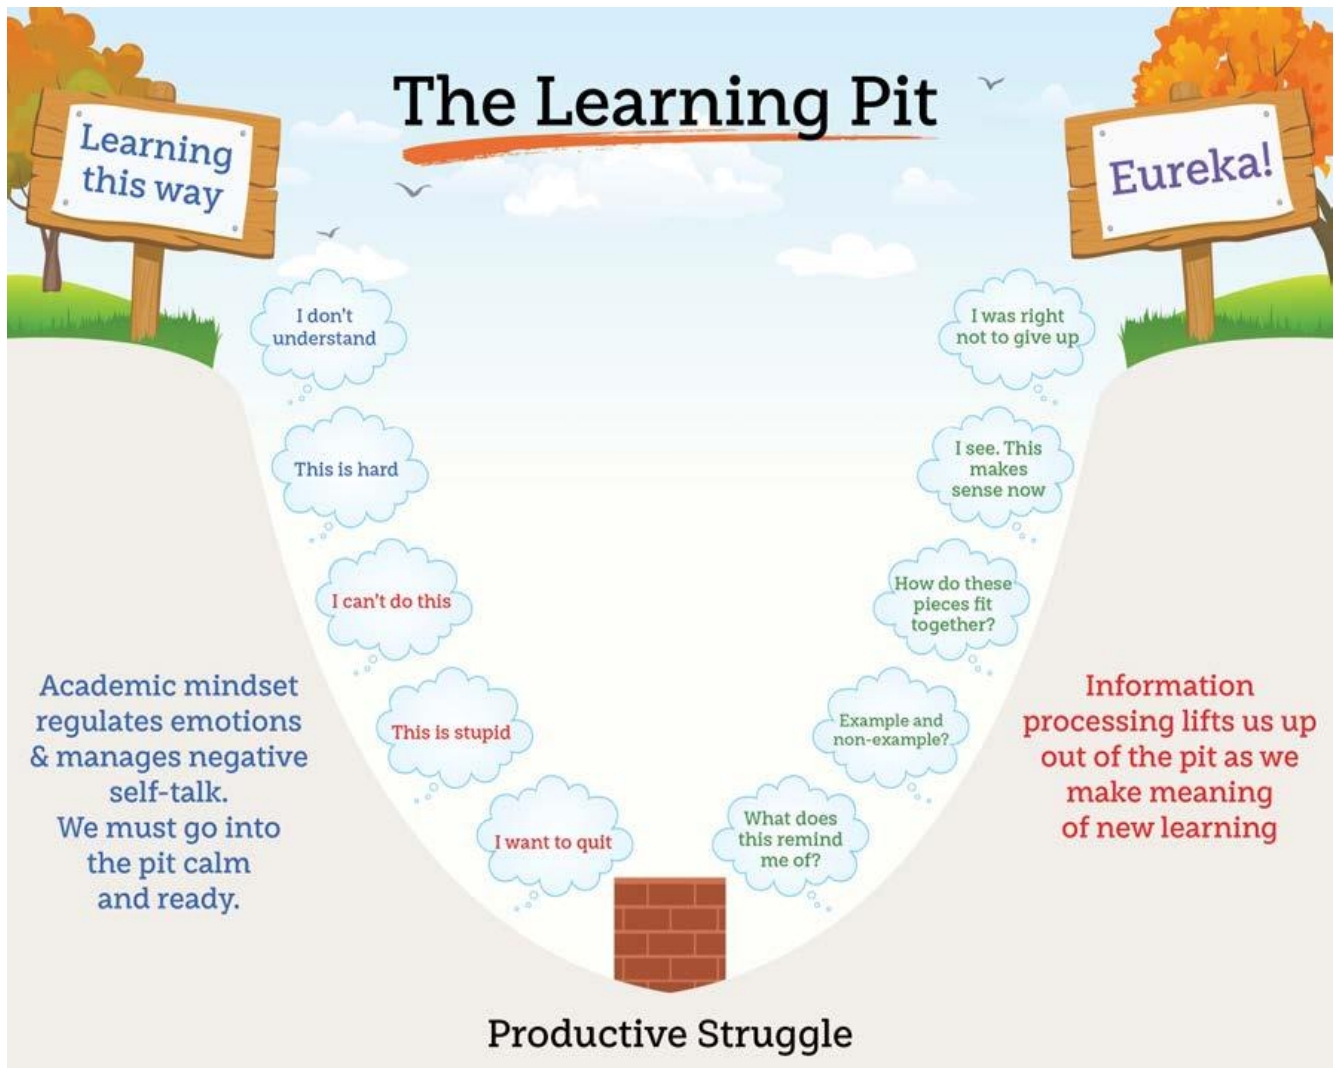 The Learning Pit
Learning
this way
Eureka!
I don't
understand
This is hard
I can't do this
This is stupid
I want to quit
What does
this remind
me of?
Example and
non-example?
How do these
pieces fit
together?
I see. This
makes
sense now
I was right
not to give up
Academic mindset
regulates emotions
& manages negative
self-talk.
We must go into
the pit calm
and ready.
Information
processing lifts us up
out of the pit as we
make meaning
of new learning
Productive Struggle